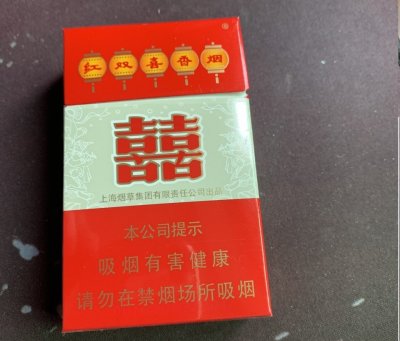 红双喜香烟
®
囍
上海烟草集团有限责任公司出品
本公司提示
吸烟有害健康
请勿在禁烟场所吸烟